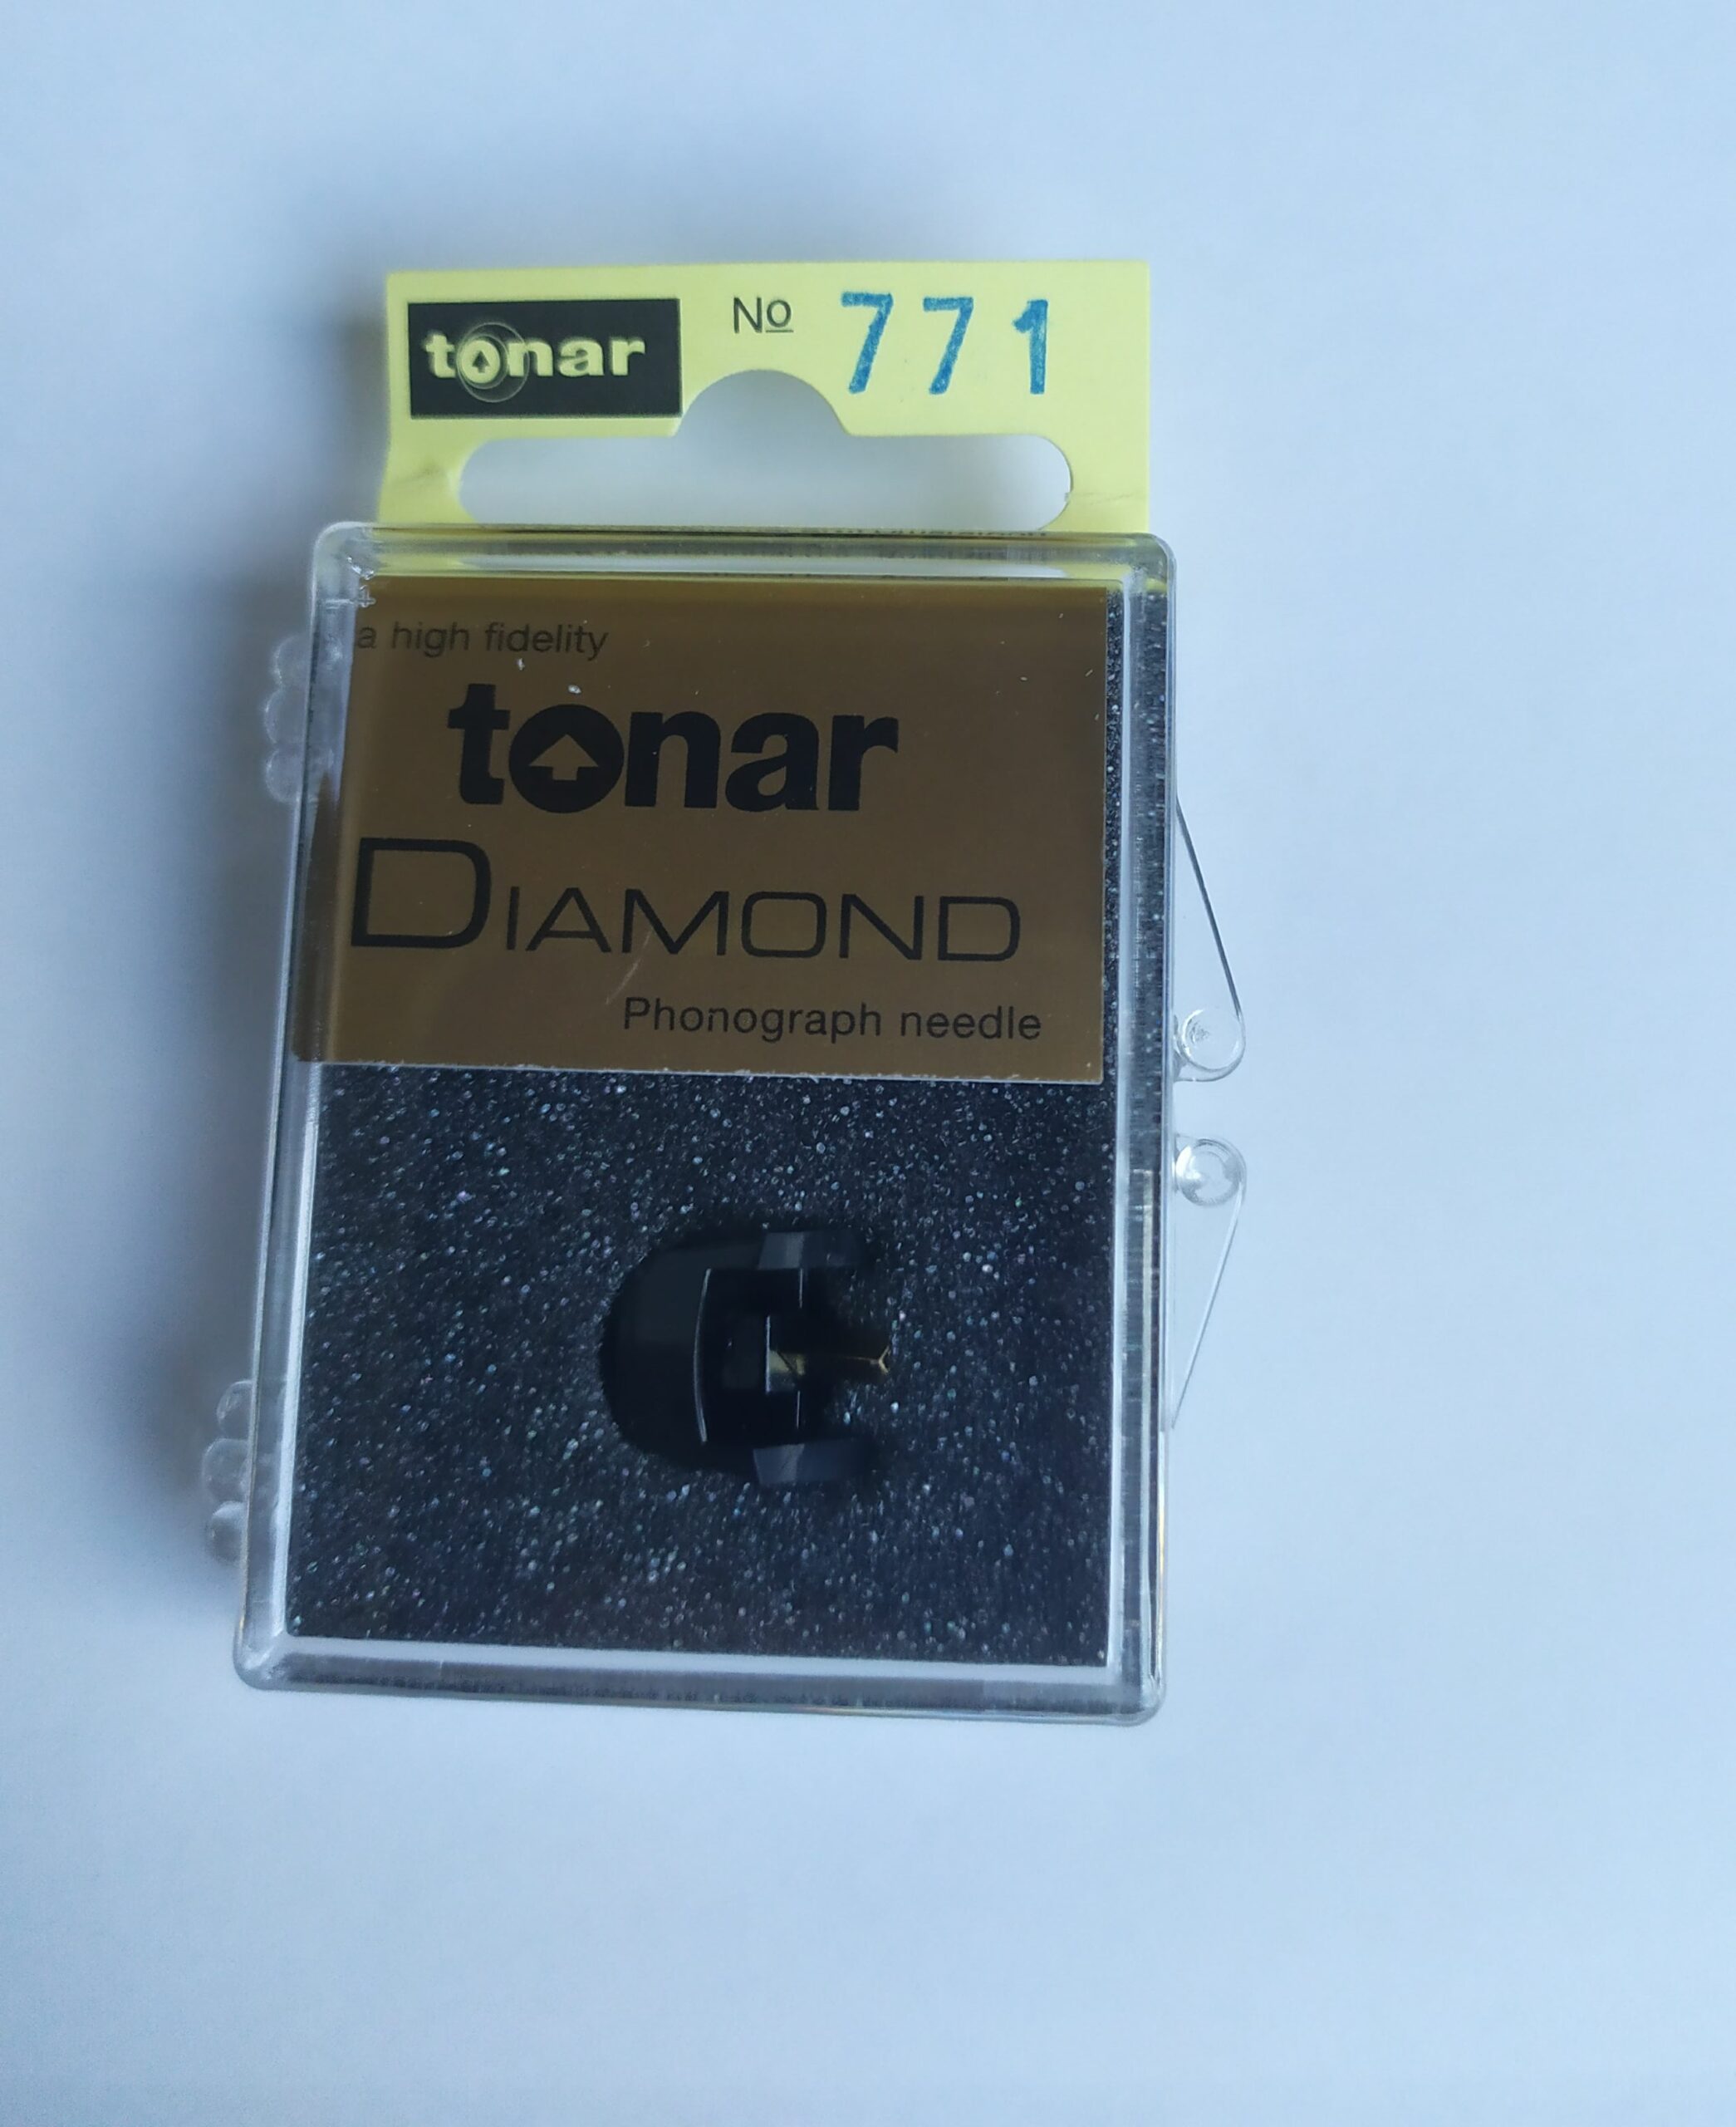 tonar No 771
a high fidelity
tonar
DIAMOND
Phonograph needle